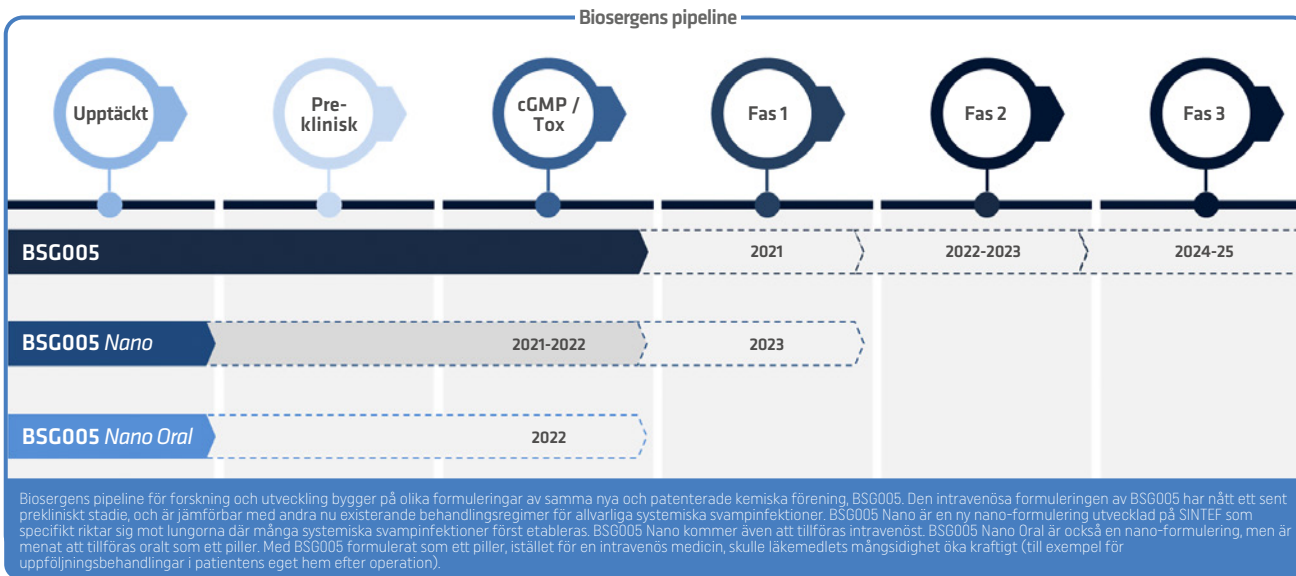 Biosergens pipeline
Upptäckt
Pre-
klinisk
cGMP /
Tox
Fas 1
Fas 2
Fas 3
BSG005
2021
2022-2023
2024-25
BSG005 Nano
2021-2022
2023
BSG005 Nano Oral
2022
Biosergens pipeline för forskning och utveckling bygger på olika formuleringar av samma nya och patenterade kemiska förening, BSG005. Den intravenösa formuleringen av BSG005 har nått ett sent
prekliniskt stadie, och är jämförbar med andra nu existerande behandlingsregimer för allvarliga systemiska svampinfektioner. BSG005 Nano är en ny nano-formulering utvecklad på SINTEF som
specifikt riktar sig mot lungorna där många systemiska svampinfektioner först etableras. BSG005 Nano kommer även att tillföras intravenöst. BSG005 Nano Oral är också en nano-formulering, men är
menat att tillföras oralt som ett piller. Med BSG005 formulerat som ett piller, istället för en intravenös medicin, skulle läkemedlets mångsidighet öka kraftigt (till exempel för
uppföljningsbehandlingar i patientens eget hem efter operation).